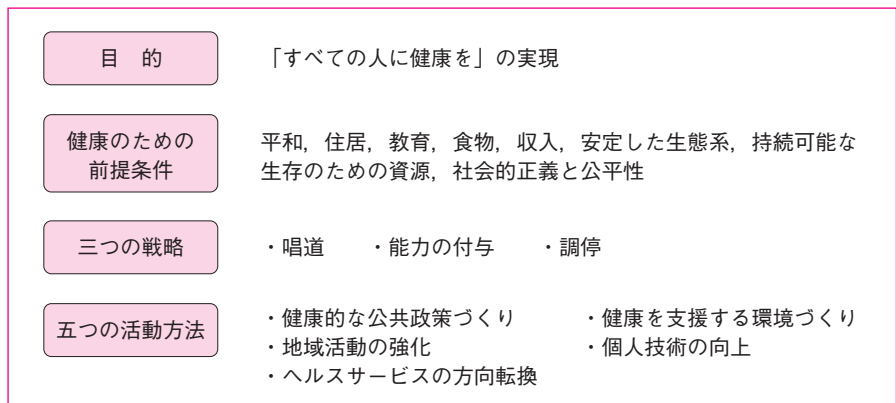 目　的
「すべての人に健康を」の実現
健康のための
前提条件
平和，住居，教育，食物，収入，安定した生態系，持続可能な
生存のための資源，社会的正義と公平性
三つの戦略
・唱道　・能力の付与　・調停
五つの活動方法
・健康的な公共政策づくり　・健康を支援する環境づくり
・地域活動の強化　・個人技術の向上
・ヘルスサービスの方向転換